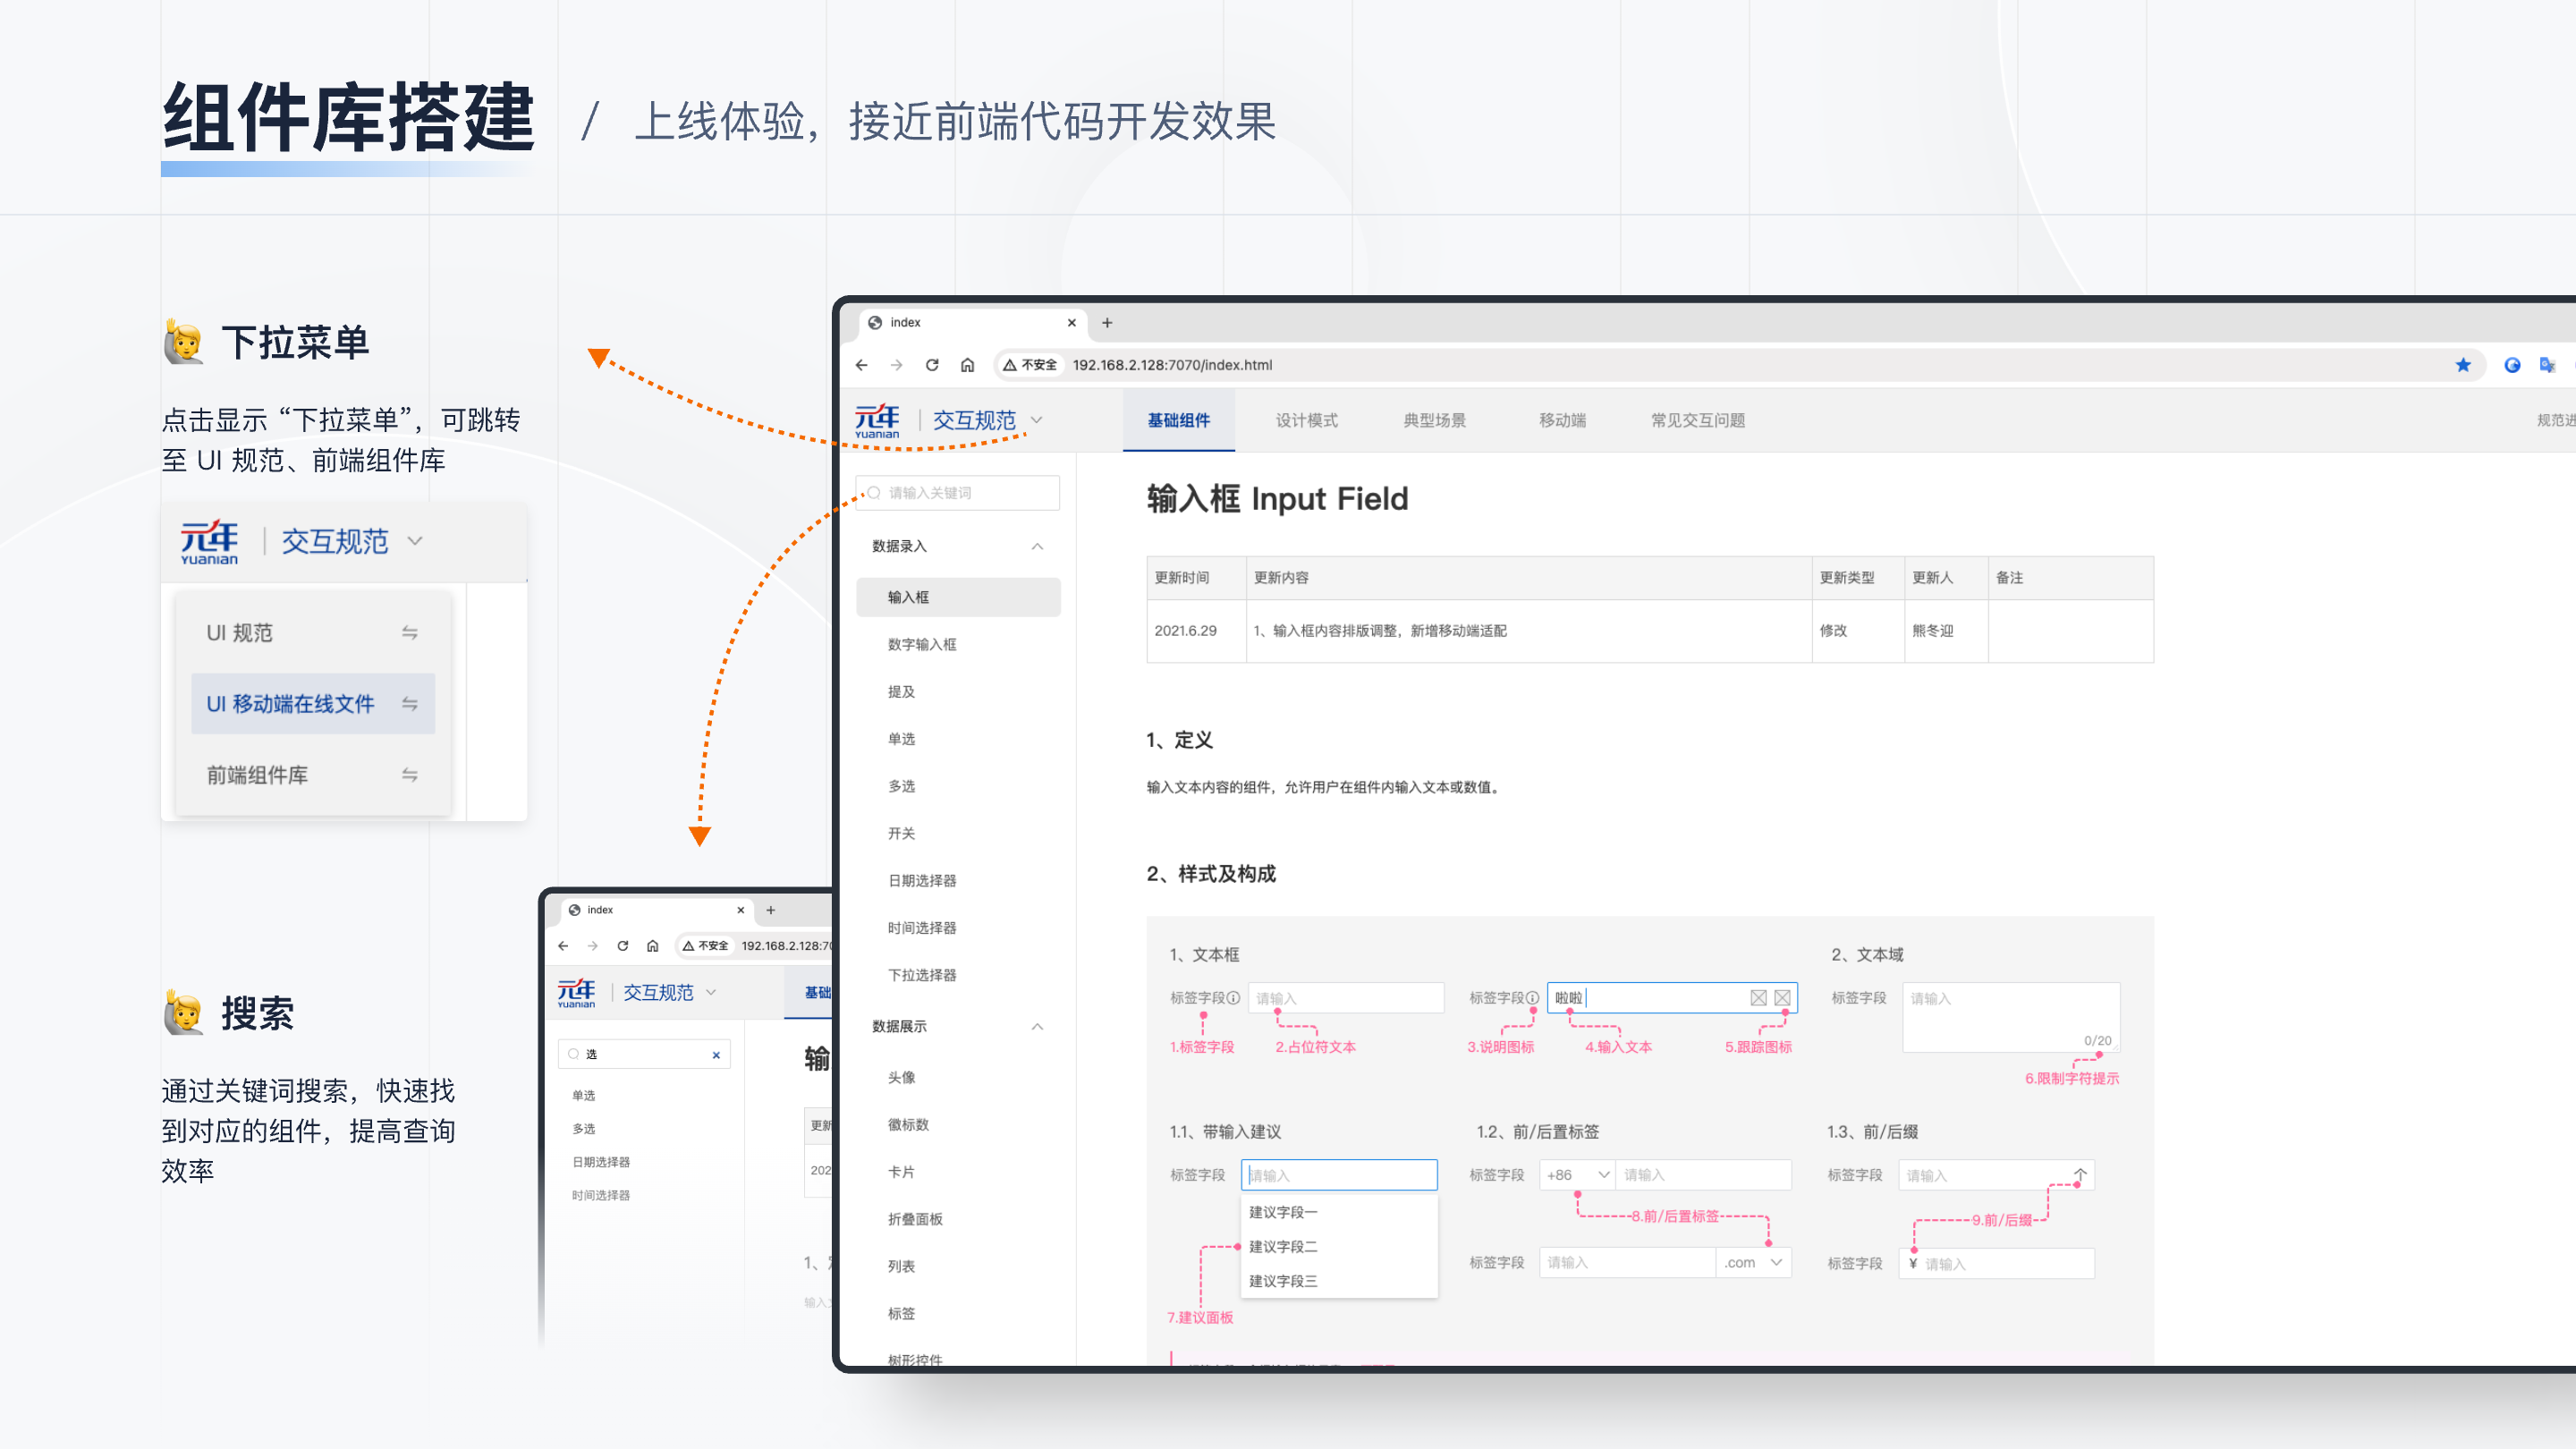 组件库搭建 / 上线体验，接近前端代码开发效果
下拉菜单
点击显示 “下拉菜单”，可跳转
至 UI 规范、前端组件库
元年
yuanian
交互规范
UI 规范
UI 移动端在线文件
前端组件库
搜索
通过关键词搜索，快速找
到对应的组件，提高查询
效率
index
不安全 192.168.2.128:70
元年
yuanian
交互规范
基础
选
单选
多选
日期选择器
时间选择器
输
更新
202
1、
输入
index
不安全 192.168.2.128:7070/index.html
元年
yuanian
交互规范
基础组件 设计模式 典型场景 移动端 常见交互问题 规范进
请输入关键词
数据录入
输入框
数字输入框
提及
单选
多选
开关
日期选择器
时间选择器
下拉选择器
数据展示
头像
徽标数
卡片
折叠面板
列表
标签
树形控件
输入框 Input Field
更新时间 更新内容 更新类型 更新人 备注
2021.6.29 1、输入框内容排版调整，新增移动端适配 修改 熊冬迎
1、定义
输入文本内容的组件，允许用户在组件内输入文本或数值。
2、样式及构成
1、文本框 2、文本域
标签字段 请输入 标签字段 啦啦 标签字段 请输入
0/20
1.标签字段 2.占位符文本 3.说明图标 4.输入文本 5.跟踪图标
6.限制字符提示
1.1、带输入建议 1.2、前/后置标签 1.3、前/后缀
标签字段 请输入 标签字段 +86 请输入 标签字段 请输入
建议字段一
8.前/后置标签 9.前/后缀
建议字段二
标签字段 请输入 .com 标签字段 ¥ 请输入
建议字段三
7.建议面板